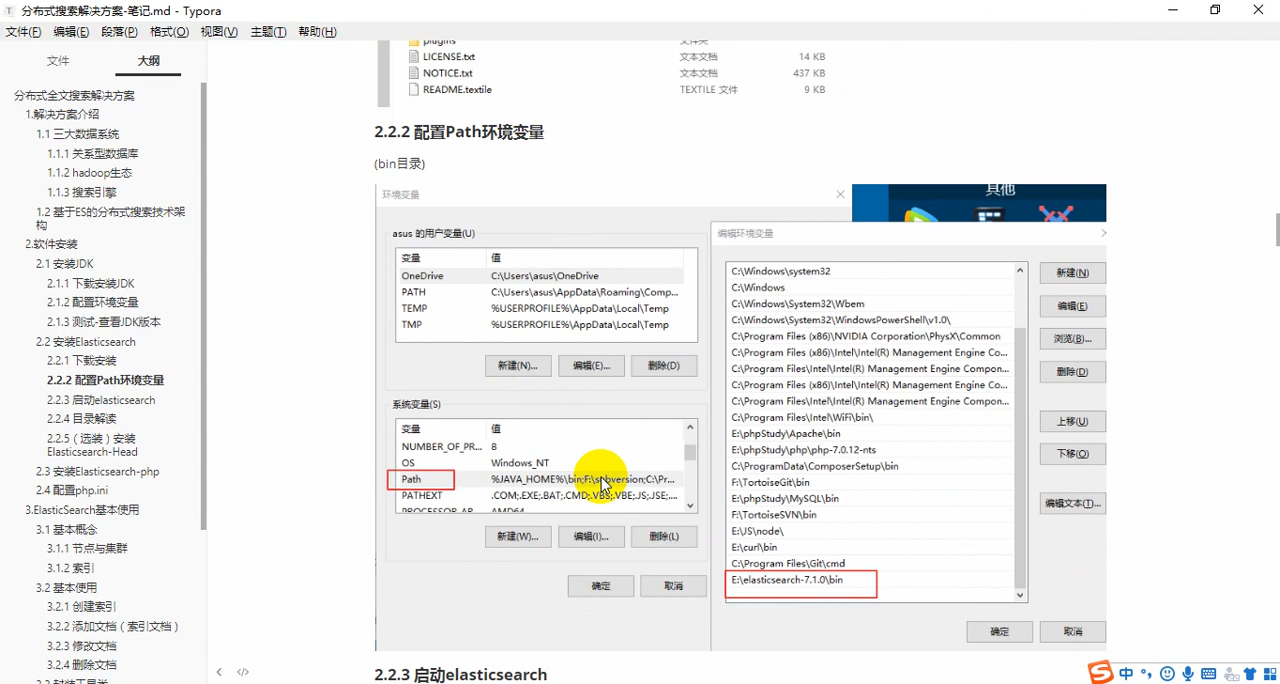 分布式搜索解决方案-笔记.md - Typora
文件(F) 编辑(E) 段落(P) 格式(O) 视图(V) 主题(T) 帮助(H)
文件 大纲
分布式全文搜索解决方案
1.解决方案介绍
1.1 三大数据系统
1.1.1 关系型数据库
1.1.2 hadoop生态
1.1.3 搜索引擎
1.2 基于ES的分布式搜索技术架
构
2.软件安装
2.1 安装JDK
2.1.1 下载安装JDK
2.1.2 配置环境变量
2.1.3 测试-查看JDK版本
2.2 安装Elasticsearch
2.2.1 下载安装
2.2.2 配置Path环境变量
2.2.3 启动elasticsearch
2.2.4 目录解读
2.2.5（选装）安装
Elasticsearch-Head
2.3 安装Elasticsearch-php
2.4 配置php.ini
3.ElasticSearch基本使用
3.1 基本概念
3.1.1 节点与集群
3.1.2 索引
3.2 基本使用
3.2.1 创建索引
3.2.2 添加文档（索引文档）
3.2.3 修改文档
3.2.4 删除文档
3.3 封装工具类
plugins 文件夹
LICENSE.txt 文本文档 14 KB
NOTICE.txt 文本文档 437 KB
README.textile TEXTILE 文件 9 KB
2.2.2 配置Path环境变量
(bin目录)
环境变量
asus 的用户变量(U)
变量 值
OneDrive C:\Users\asus\OneDrive
PATH C:\Users\asus\AppData\Roaming\Comp...
TEMP %USERPROFILE%\AppData\Local\Temp
TMP %USERPROFILE%\AppData\Local\Temp
新建(N)... 编辑(E)... 删除(D)
系统变量(S)
变量 值
NUMBER_OF_PR... 8
OS Windows_NT
Path %JAVA_HOME%\bin;F:\subversion;C:\Pr...
PATHEXT .COM;.EXE;.BAT;.CMD;.VBS;.VBE;.JS;.JSE;...
PROCESSOR_AR AMD64
新建(W)... 编辑(I)... 删除(L)
确定 取消
其他
编辑环境变量
C:\Windows\system32
C:\Windows
C:\Windows\System32\Wbem
C:\Windows\System32\WindowsPowerShell\v1.0\
C:\Program Files (x86)\NVIDIA Corporation\PhysX\Common
C:\Program Files (x86)\Intel\Intel(R) Management Engine Co...
C:\Program Files\Intel\Intel(R) Management Engine Compon...
C:\Program Files (x86)\Intel\Intel(R) Management Engine Co...
C:\Program Files\Intel\Intel(R) Management Engine Compon...
C:\Program Files\Intel\WiFi\bin\
E:\phpStudy\Apache\bin
E:\phpStudy\php\php-7.0.12-nts
C:\ProgramData\ComposerSetup\bin
F:\TortoiseGit\bin
E:\phpStudy\MySQL\bin
F:\TortoiseSVN\bin
E:\JS\node\
E:\curl\bin
C:\Program Files\Git\cmd
E:\elasticsearch-7.1.0\bin
新建(N)
编辑(E)
浏览(B)...
删除(D)
上移(U)
下移(O)
编辑文本(T)...
确定 取消
2.2.3 启动elasticsearch
中